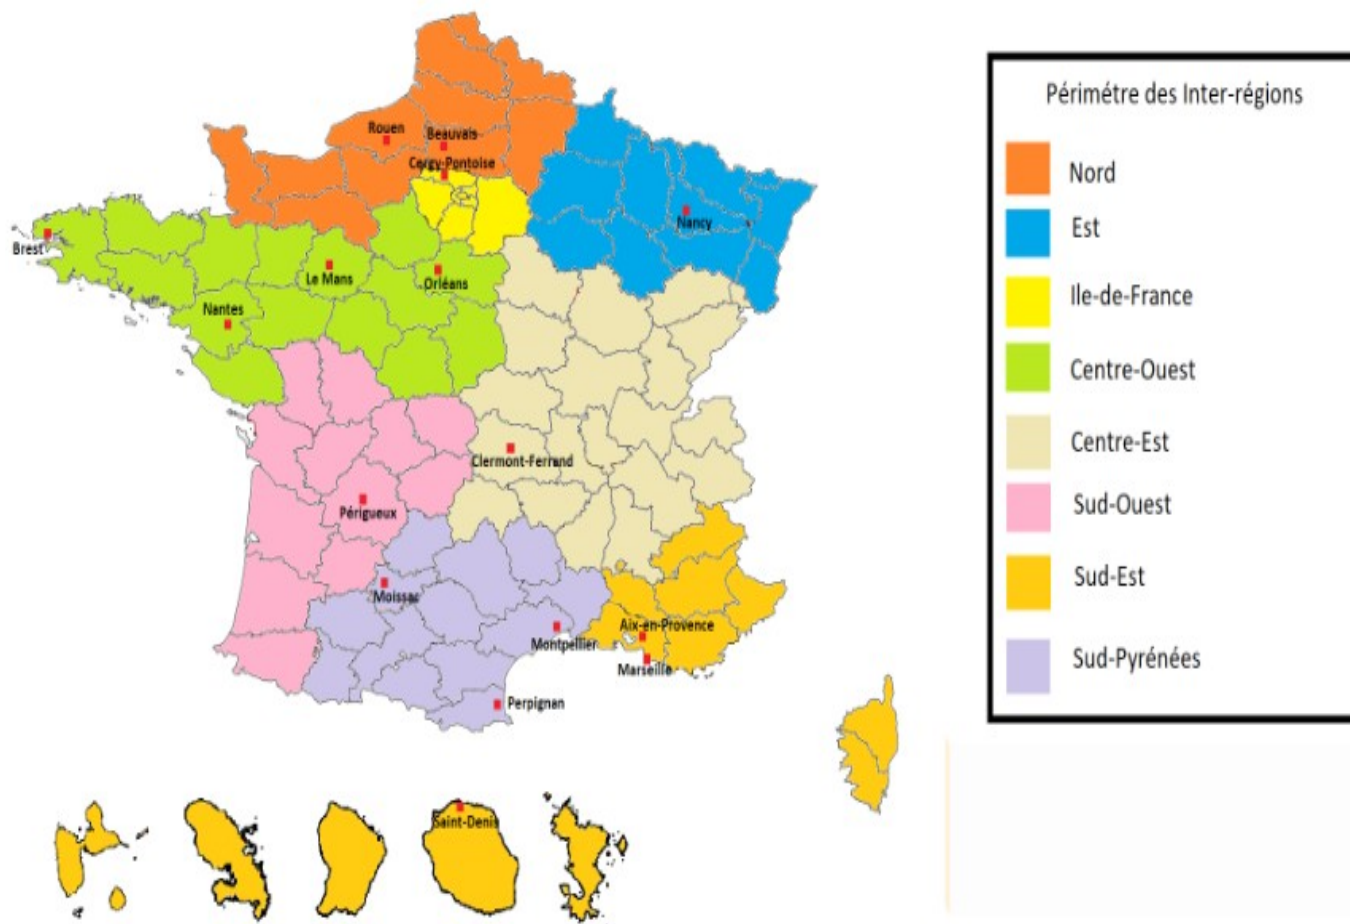 Périmétre des Inter-régions
Nord
Est
Ile-de-France
Centre-Ouest
Centre-Est
Sud-Ouest
Sud-Est
Sud-Pyrénées
Rouen
Beauvais
Cergy-Pontoise
Nancy
Brest
Le Mans
Orléans
Nantes
Clermont-Ferrand
Périgueux
Moissac
Aix-en-Provence
Montpellier
Marseille
Perpignan
Saint-Denis